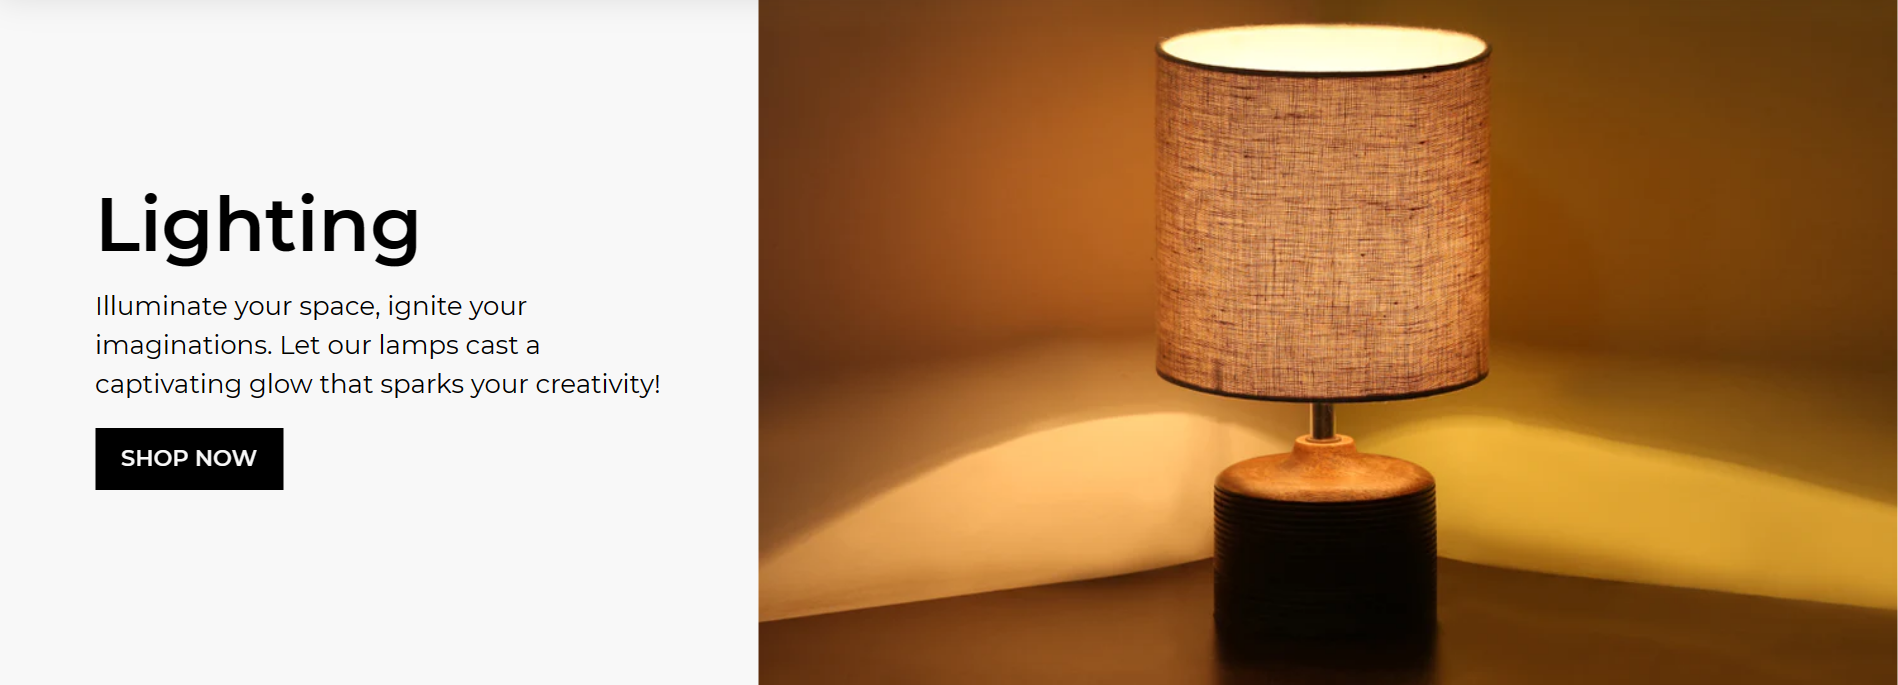 Lighting
Illuminate your space, ignite your
imaginations. Let our lamps cast a
captivating glow that sparks your creativity!
SHOP NOW